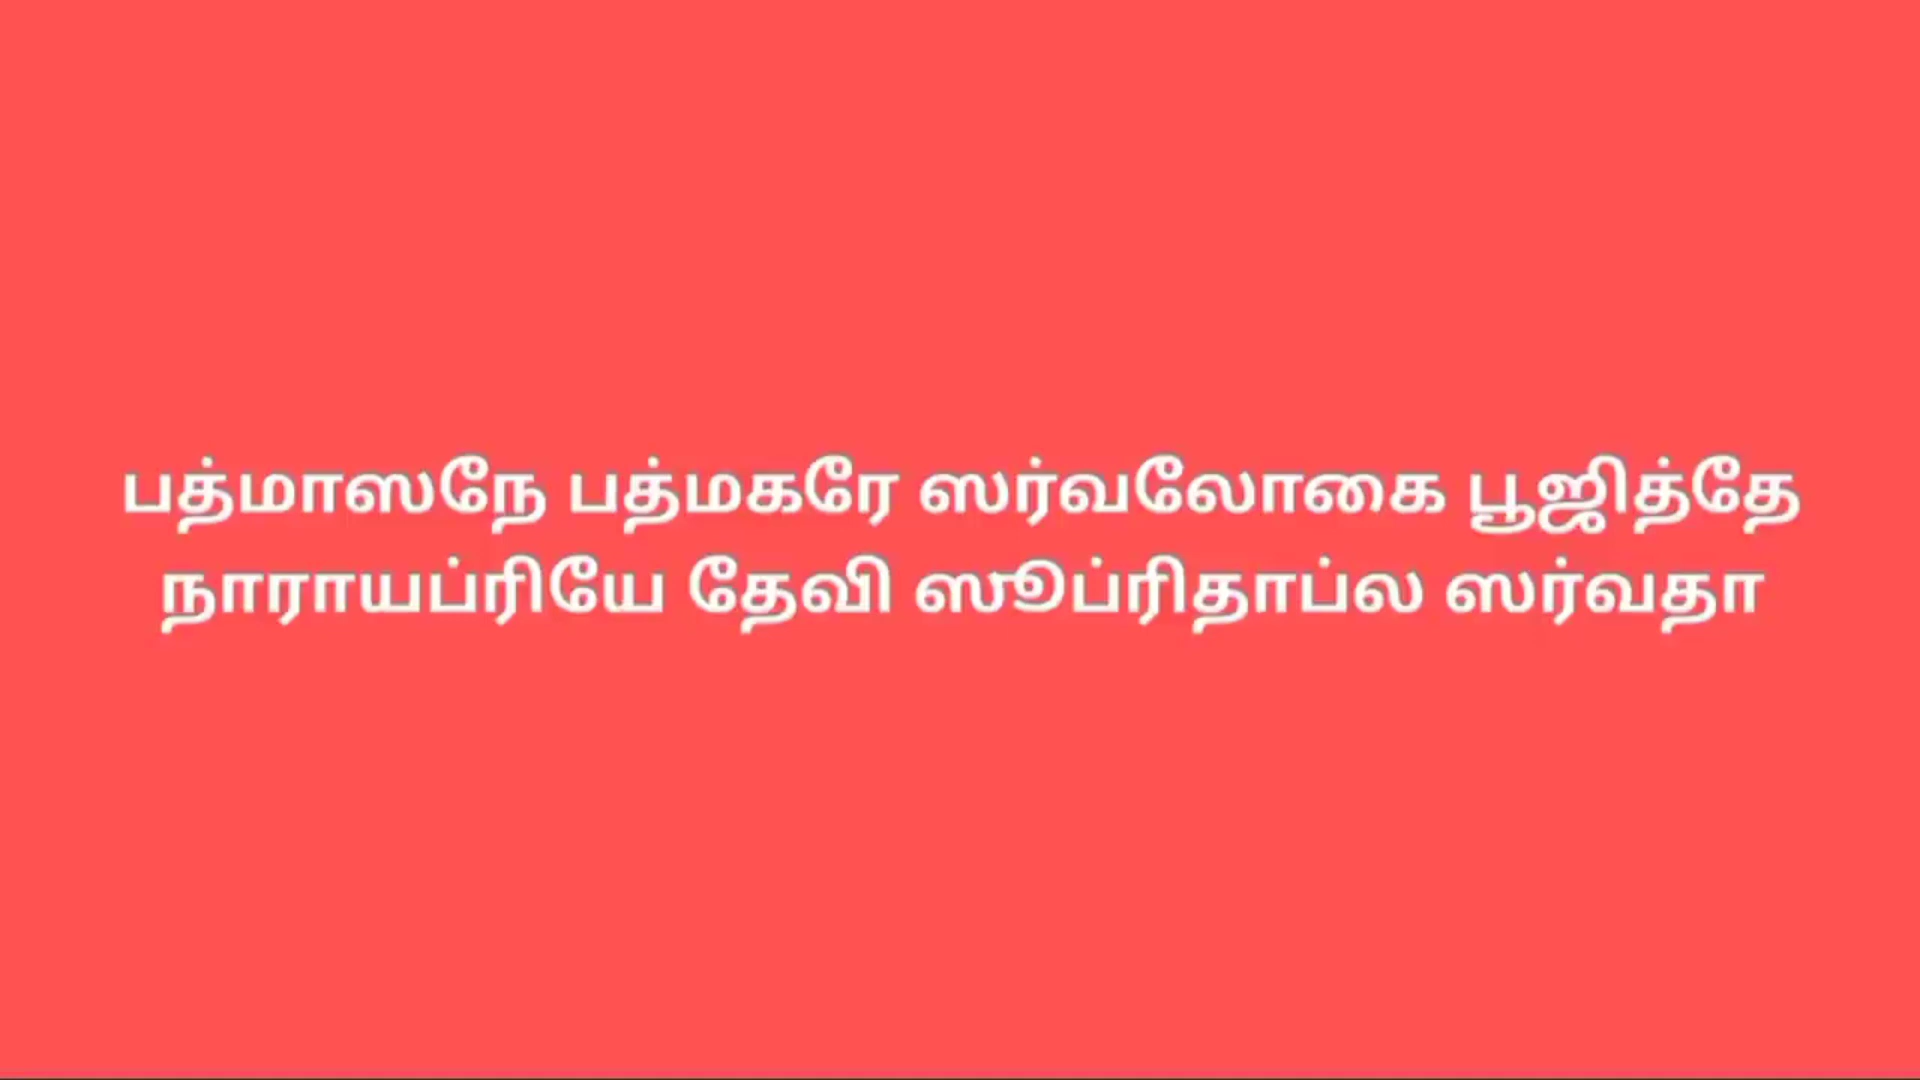 பத்மாஸநே பத்மகரே ஸர்வலோகை பூஜித்தே
நாராயப்ரியே தேவி ஸூப்ரிதாப்ல ஸர்வதா